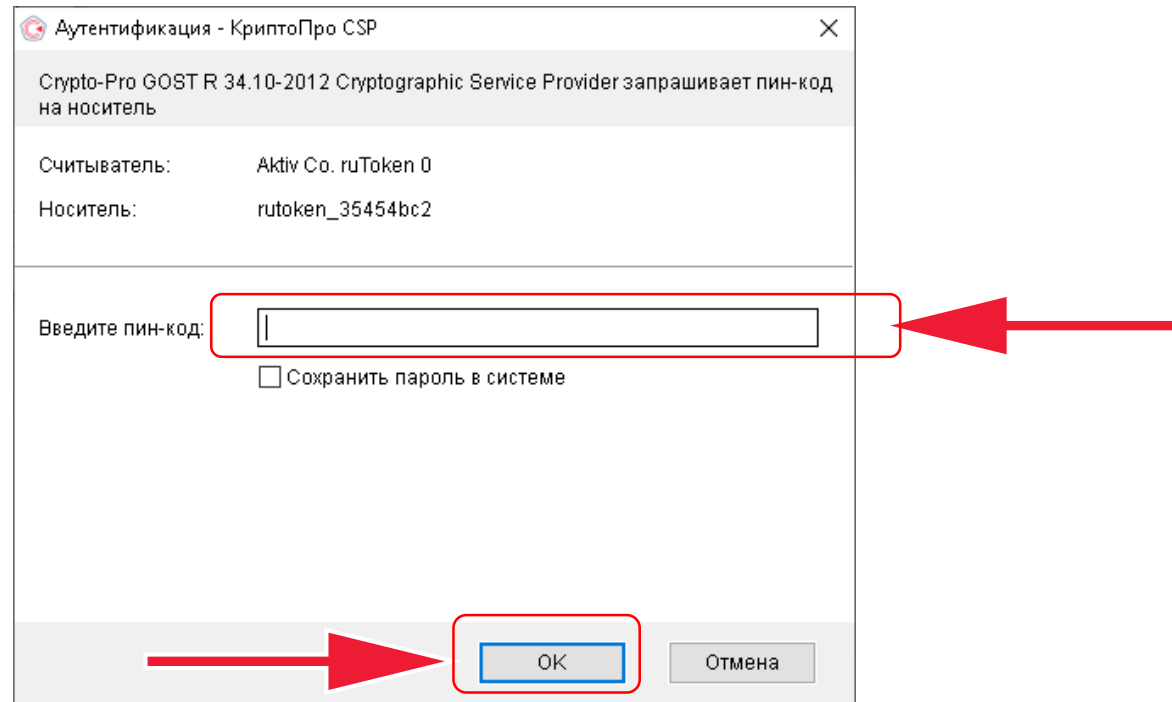 Аутентификация - КриптоПро CSP
Crypto-Pro GOST R 34.10-2012 Cryptographic Service Provider запрашивает пин-код
на носитель
Считыватель: Aktiv Co. ruToken 0
Носитель: rutoken_35454bc2
Введите пин-код:
Сохранить пароль в системе
OK Отмена